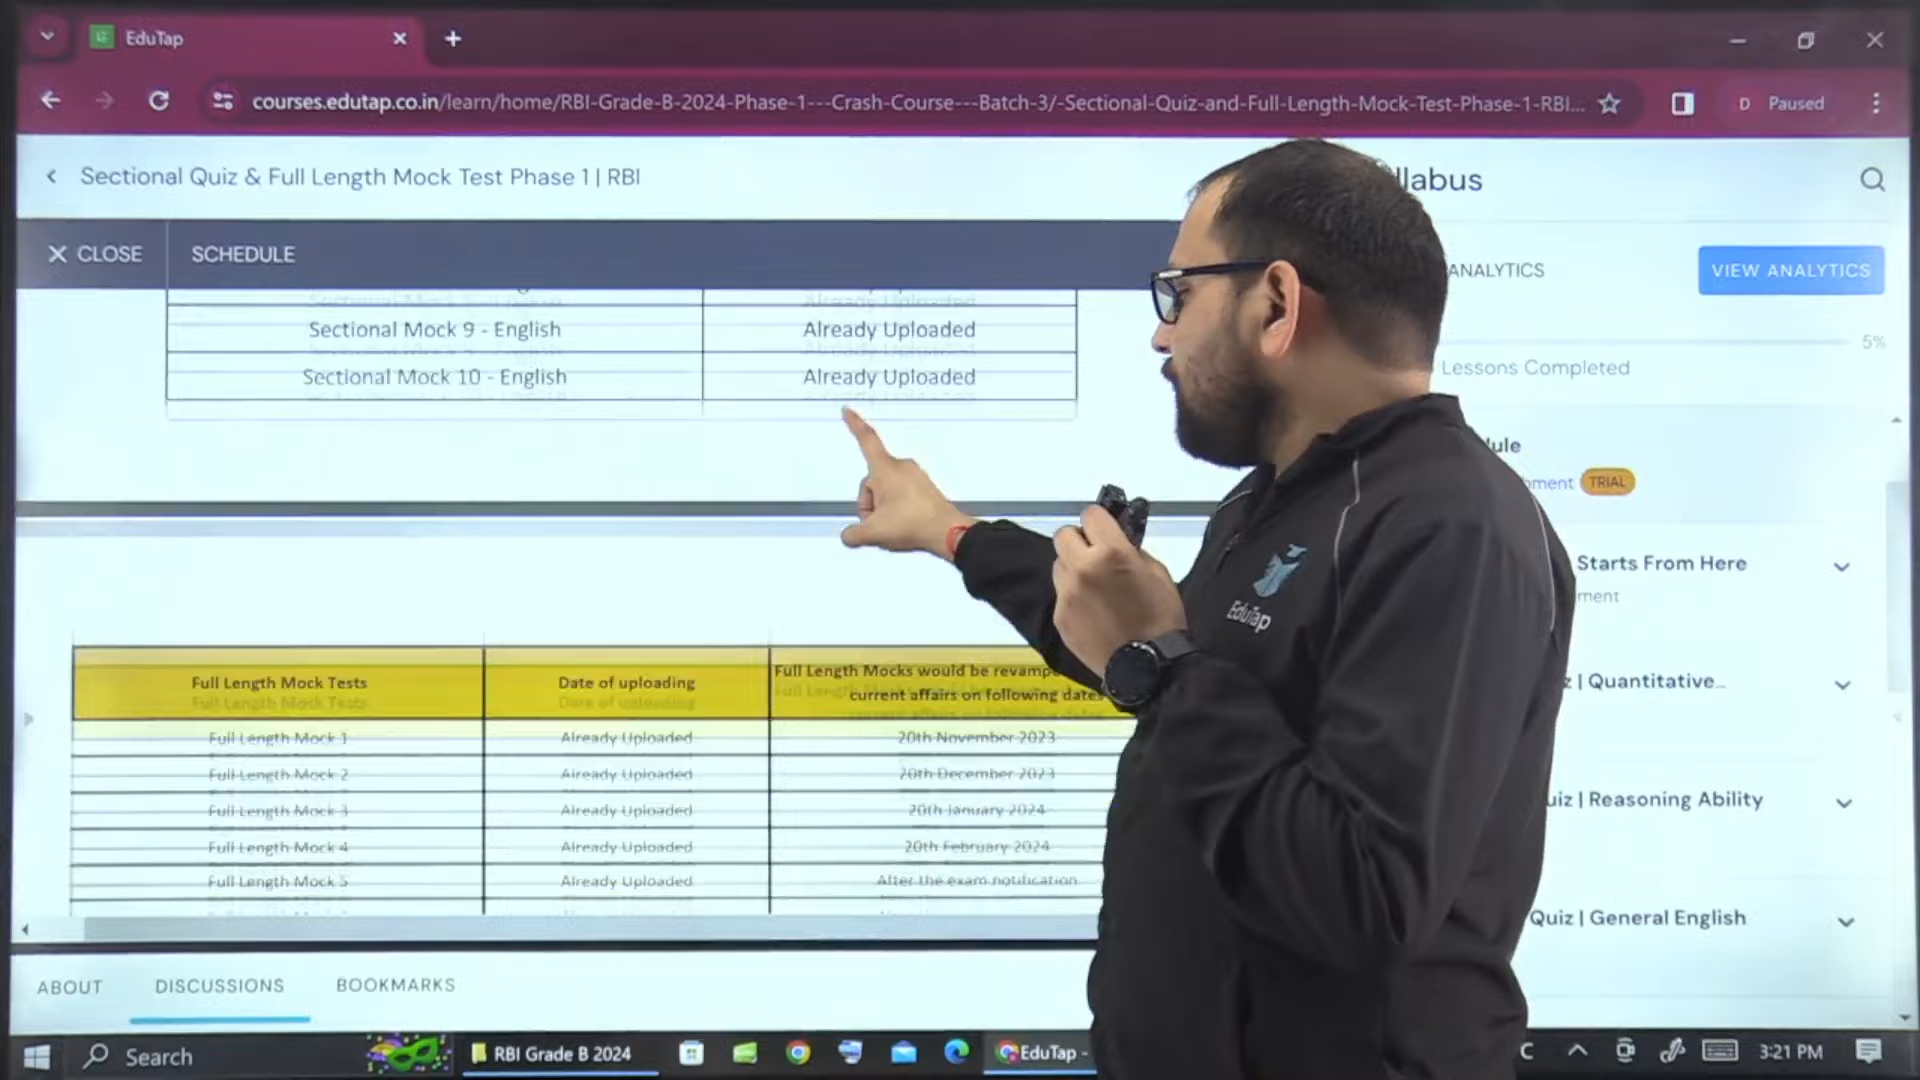 EduTap
courses.edutap.co.in/learn/home/RBI-Grade-B-2024-Phase-1---Crash-Course---Batch-3/-Sectional-Quiz-and-Full-Length-Mock-Test-Phase-1-RBI...
D Paused
Sectional Quiz & Full Length Mock Test Phase 1 | RBI
llabus
CLOSE
SCHEDULE
ANALYTICS
VIEW ANALYTICS
5%
Lessons Completed
Sectional Mock 9 - English Already Uploaded
Sectional Mock 10 - English Already Uploaded
dule
pment TRIAL
Starts From Here
ment
EduTap
z | Quantitative...
uiz | Reasoning Ability
Quiz | General English
Full Length Mock Tests Date of uploading Full Length Mocks would be revamp
current affairs on following dates
Full Length Mock 1 Already Uploaded 20th November 2023
Full Length Mock 2 Already Uploaded 20th December 2023
Full Length Mock 3 Already Uploaded 20th January 2024
Full Length Mock 4 Already Uploaded 20th February 2024
Full Length Mock 5 Already Uploaded After the exam notification
ABOUT DISCUSSIONS BOOKMARKS
Search
RBI Grade B 2024
EduTap -
C
3:21 PM